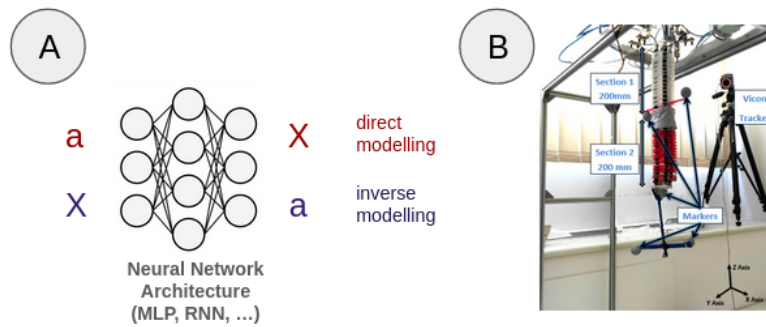 A
a
X
direct
modelling
X
a
inverse
modelling
Neural Network
Architecture
(MLP, RNN, ...)
B
Section 1
200mm
Section 2
200 mm
Vicon
Tracke
Markers
Z Axis
Y Axis
X Axis